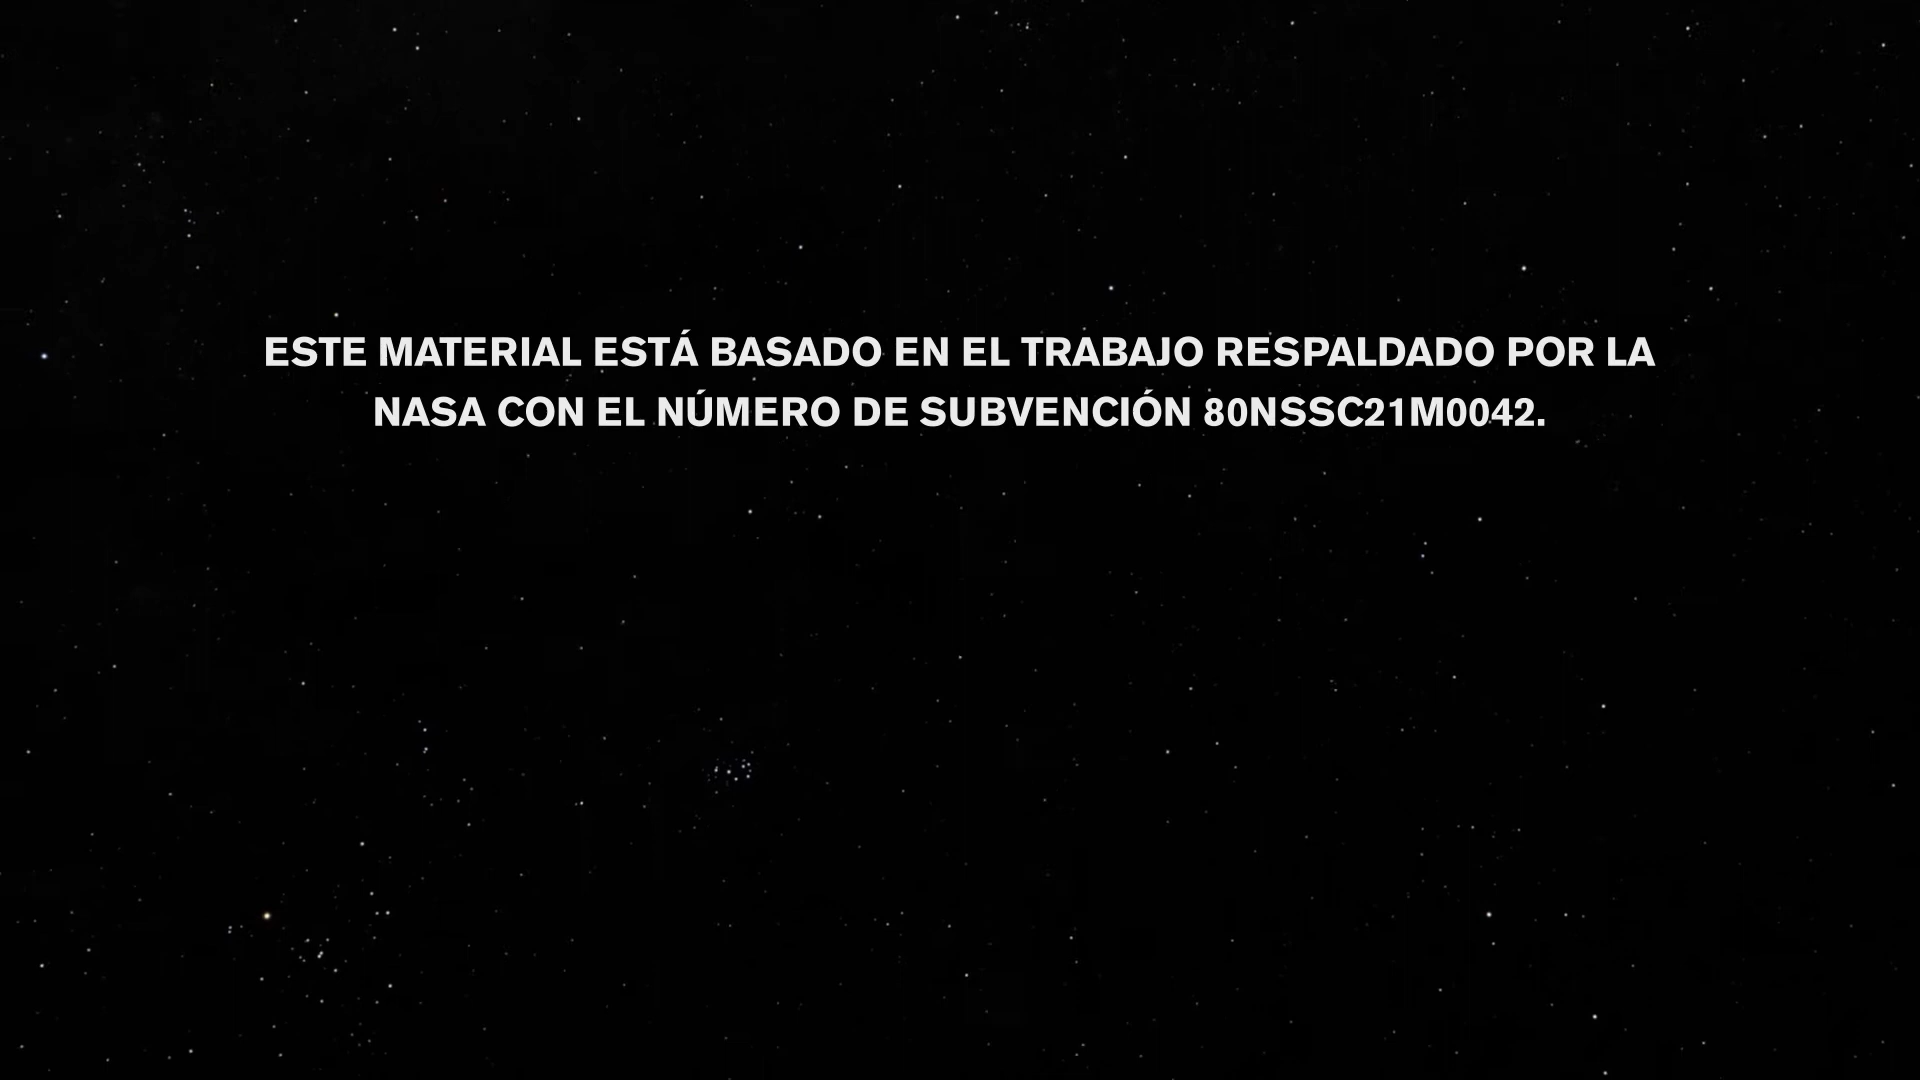 ESTE MATERIAL ESTÁ BASADO EN EL TRABAJO RESPALDADO POR LA
NASA CON EL NÚMERO DE SUBVENCIÓN 80NSSC21M0042.